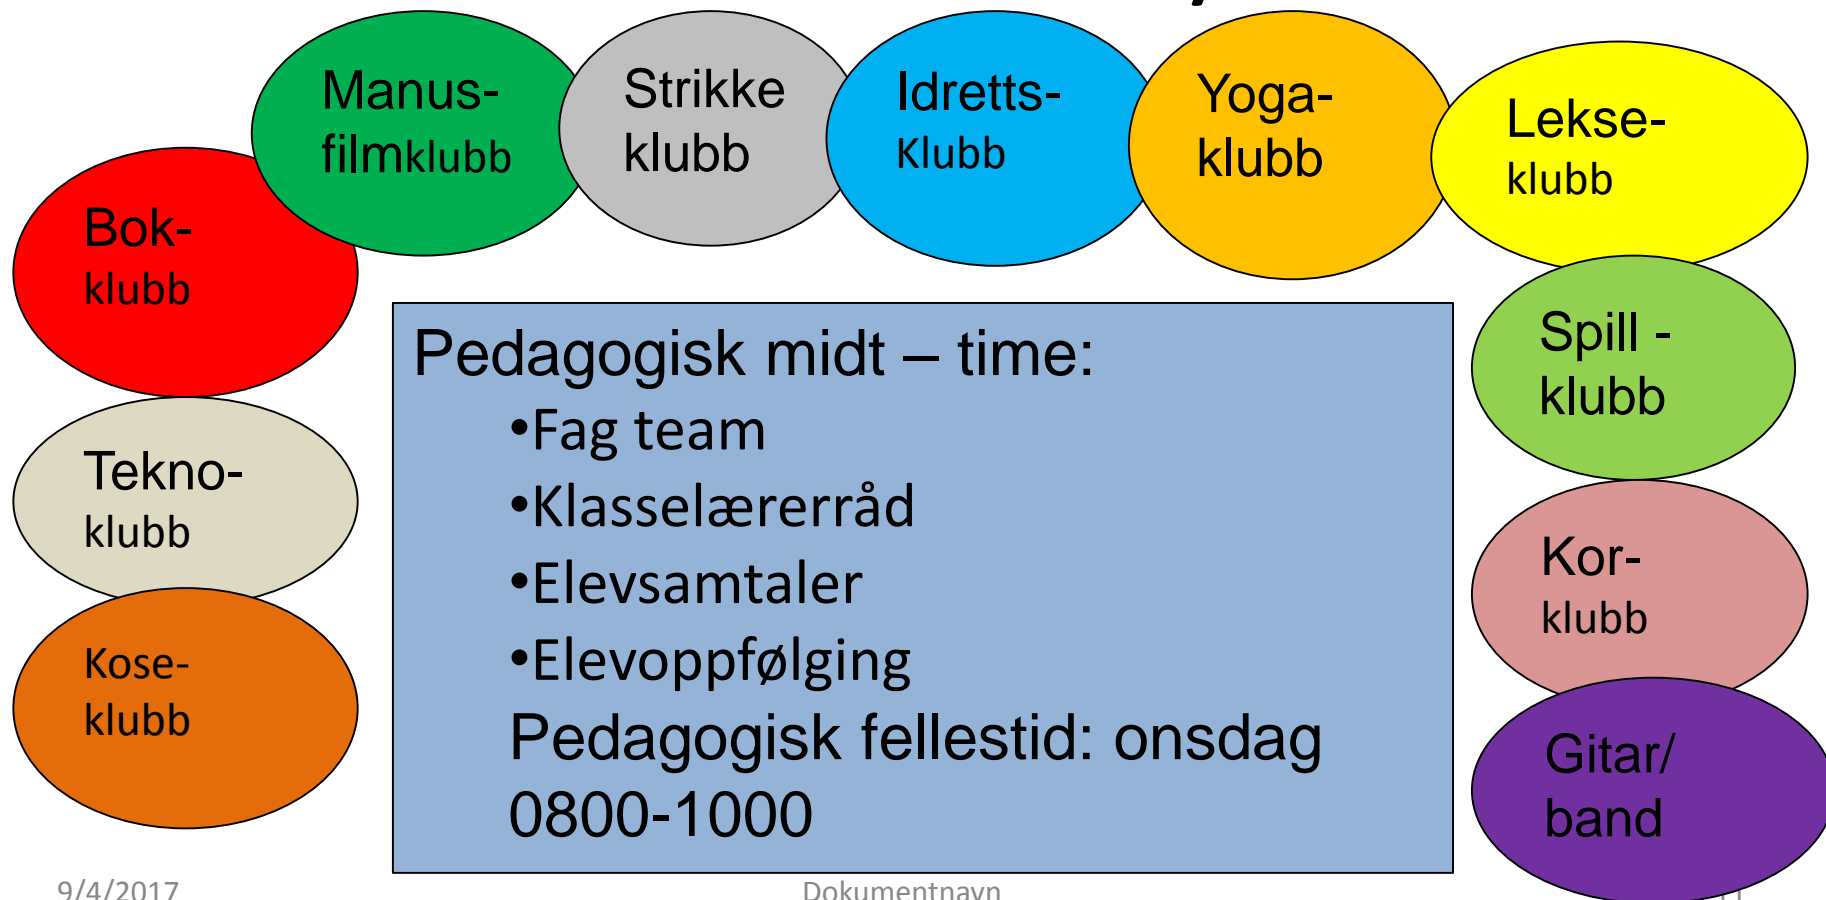 Manus-
filmklubb
Strikke
klubb
Idretts-
Klubb
Yoga-
klubb
Lekse-
klubb
Bok-
klubb
Tekno-
klubb
Kose-
klubb
Pedagogisk midt – time:
•Fag team
•Klasselærerråd
•Elevsamtaler
•Elevoppfølging
Pedagogisk fellestid: onsdag
0800-1000
Spill -
klubb
Kor-
klubb
Gitar/
band
9/4/2017
Dokumentnavn